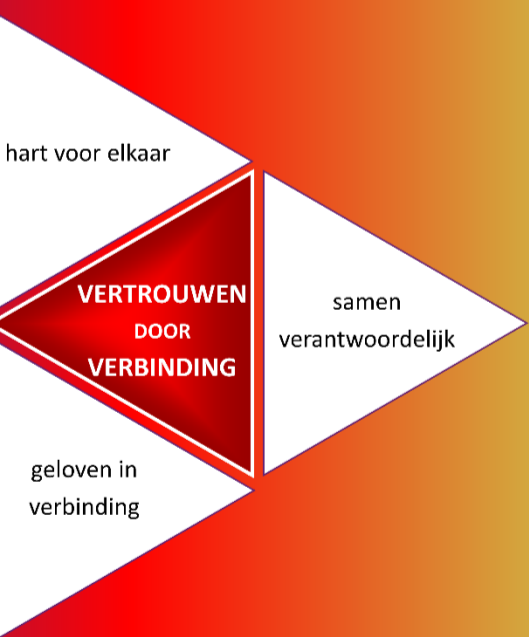 hart voor elkaar
VERTROUWEN
DOOR
VERBINDING
samen
verantwoordelijk
geloven in
verbinding